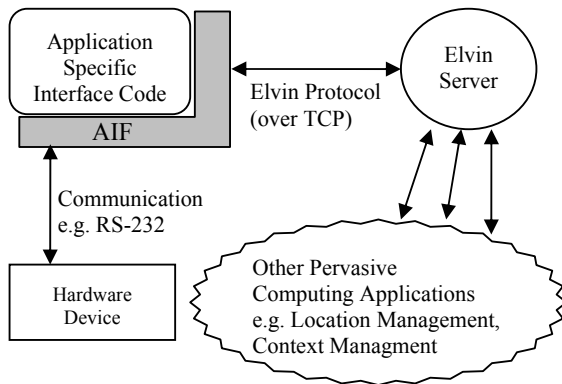 Application
Specific
Interface Code
AIF
Elvin Protocol
(over TCP)
Elvin
Server
Communication
e.g. RS-232
Hardware
Device
Other Pervasive
Computing Applications
e.g. Location Management,
Context Managment